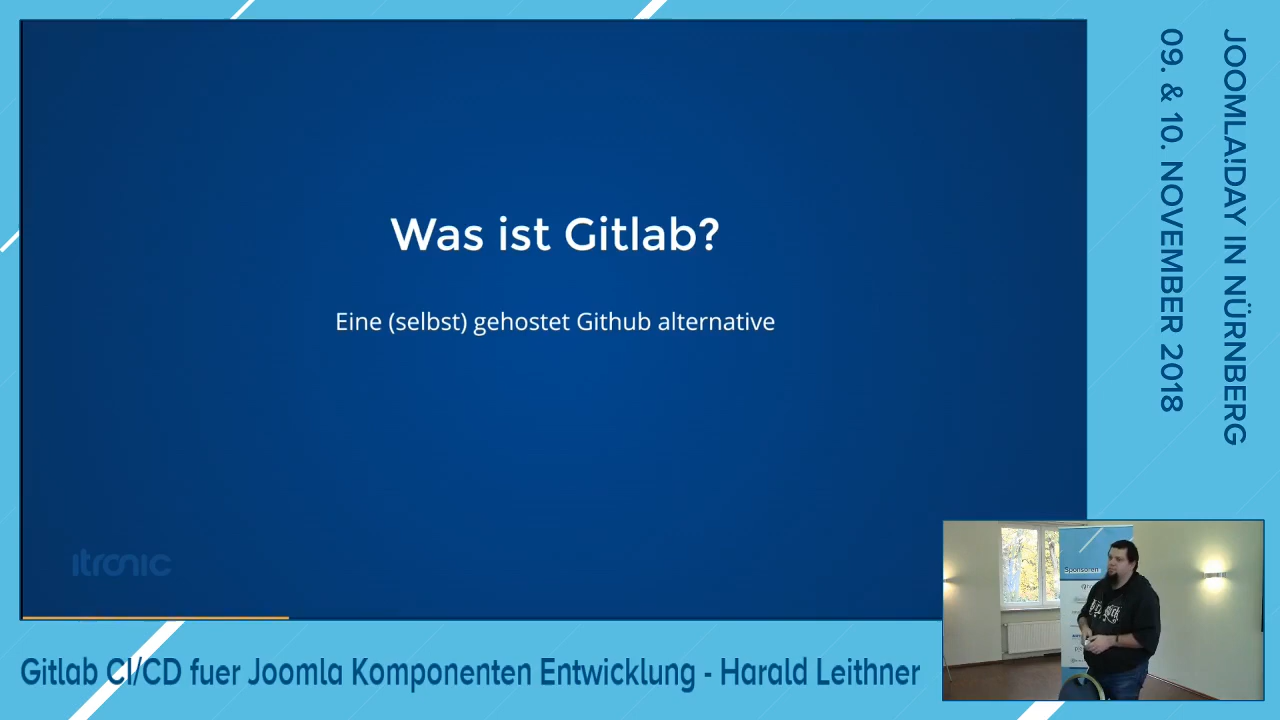 Was ist Gitlab?
Eine (selbst) gehostet Github alternative
itronic
JOOMLA!DAY IN NÜRNBERG
09. & 10. NOVEMBER 2018
Sponsoren
Gitlab CI/CD fuer Joomla Komponenten Entwicklung - Harald Leithner